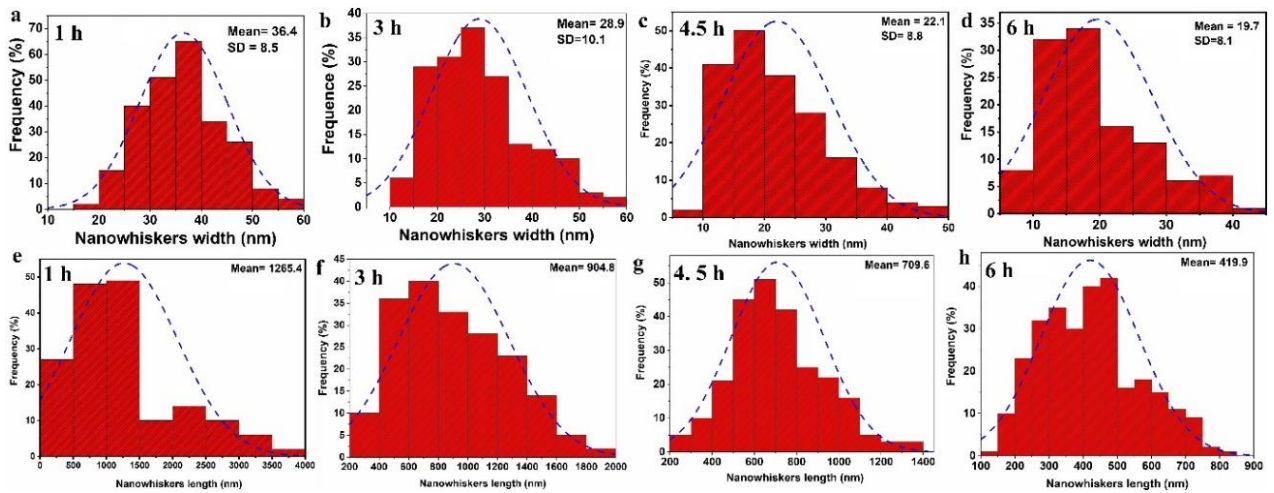 a
1 h
Mean= 36.4
SD = 8.5
Frequency (%)
70
60
50
40
30
20
10
0
10 20 30 40 50 60
Nanowhiskers width (nm)
b
3 h
Mean= 28.9
SD=10.1
Frequence (%)
40
35
30
25
20
15
10
5
0
10 20 30 40 50 60
Nanowhiskers width (nm)
c
4.5 h
Mean = 22.1
SD= 8.8
Frequency (%)
50
40
30
20
10
0
10 20 30 40 50
Nanowhiskers width (nm)
d
6 h
Mean= 19.7
SD=8.1
Frequency (%)
35
30
25
20
15
10
5
0
10 20 30 40
Nanowhiskers width (nm)
e
1 h
Mean= 1265.4
Frequency (%)
50
40
30
20
10
0
0 500 1000 1500 2000 2500 3000 3500 4000
Nanowhiskers length (nm)
f
3 h
Mean= 904.8
Frequency (%)
45
40
35
30
25
20
15
10
5
0
200 400 600 800 1000 1200 1400 1600 1800 2000
Nanowhiskers length (nm)
g
4. 5 h
Mean= 709.6
Frequency (%)
50
40
30
20
10
0
200 400 600 800 1000 1200 1400
Nanowhiskers length (nm)
h
6 h
Mean= 419.9
Frequency (%)
40
30
20
10
0
100 200 300 400 500 600 700 800 900
Nanowhiskers length (nm)